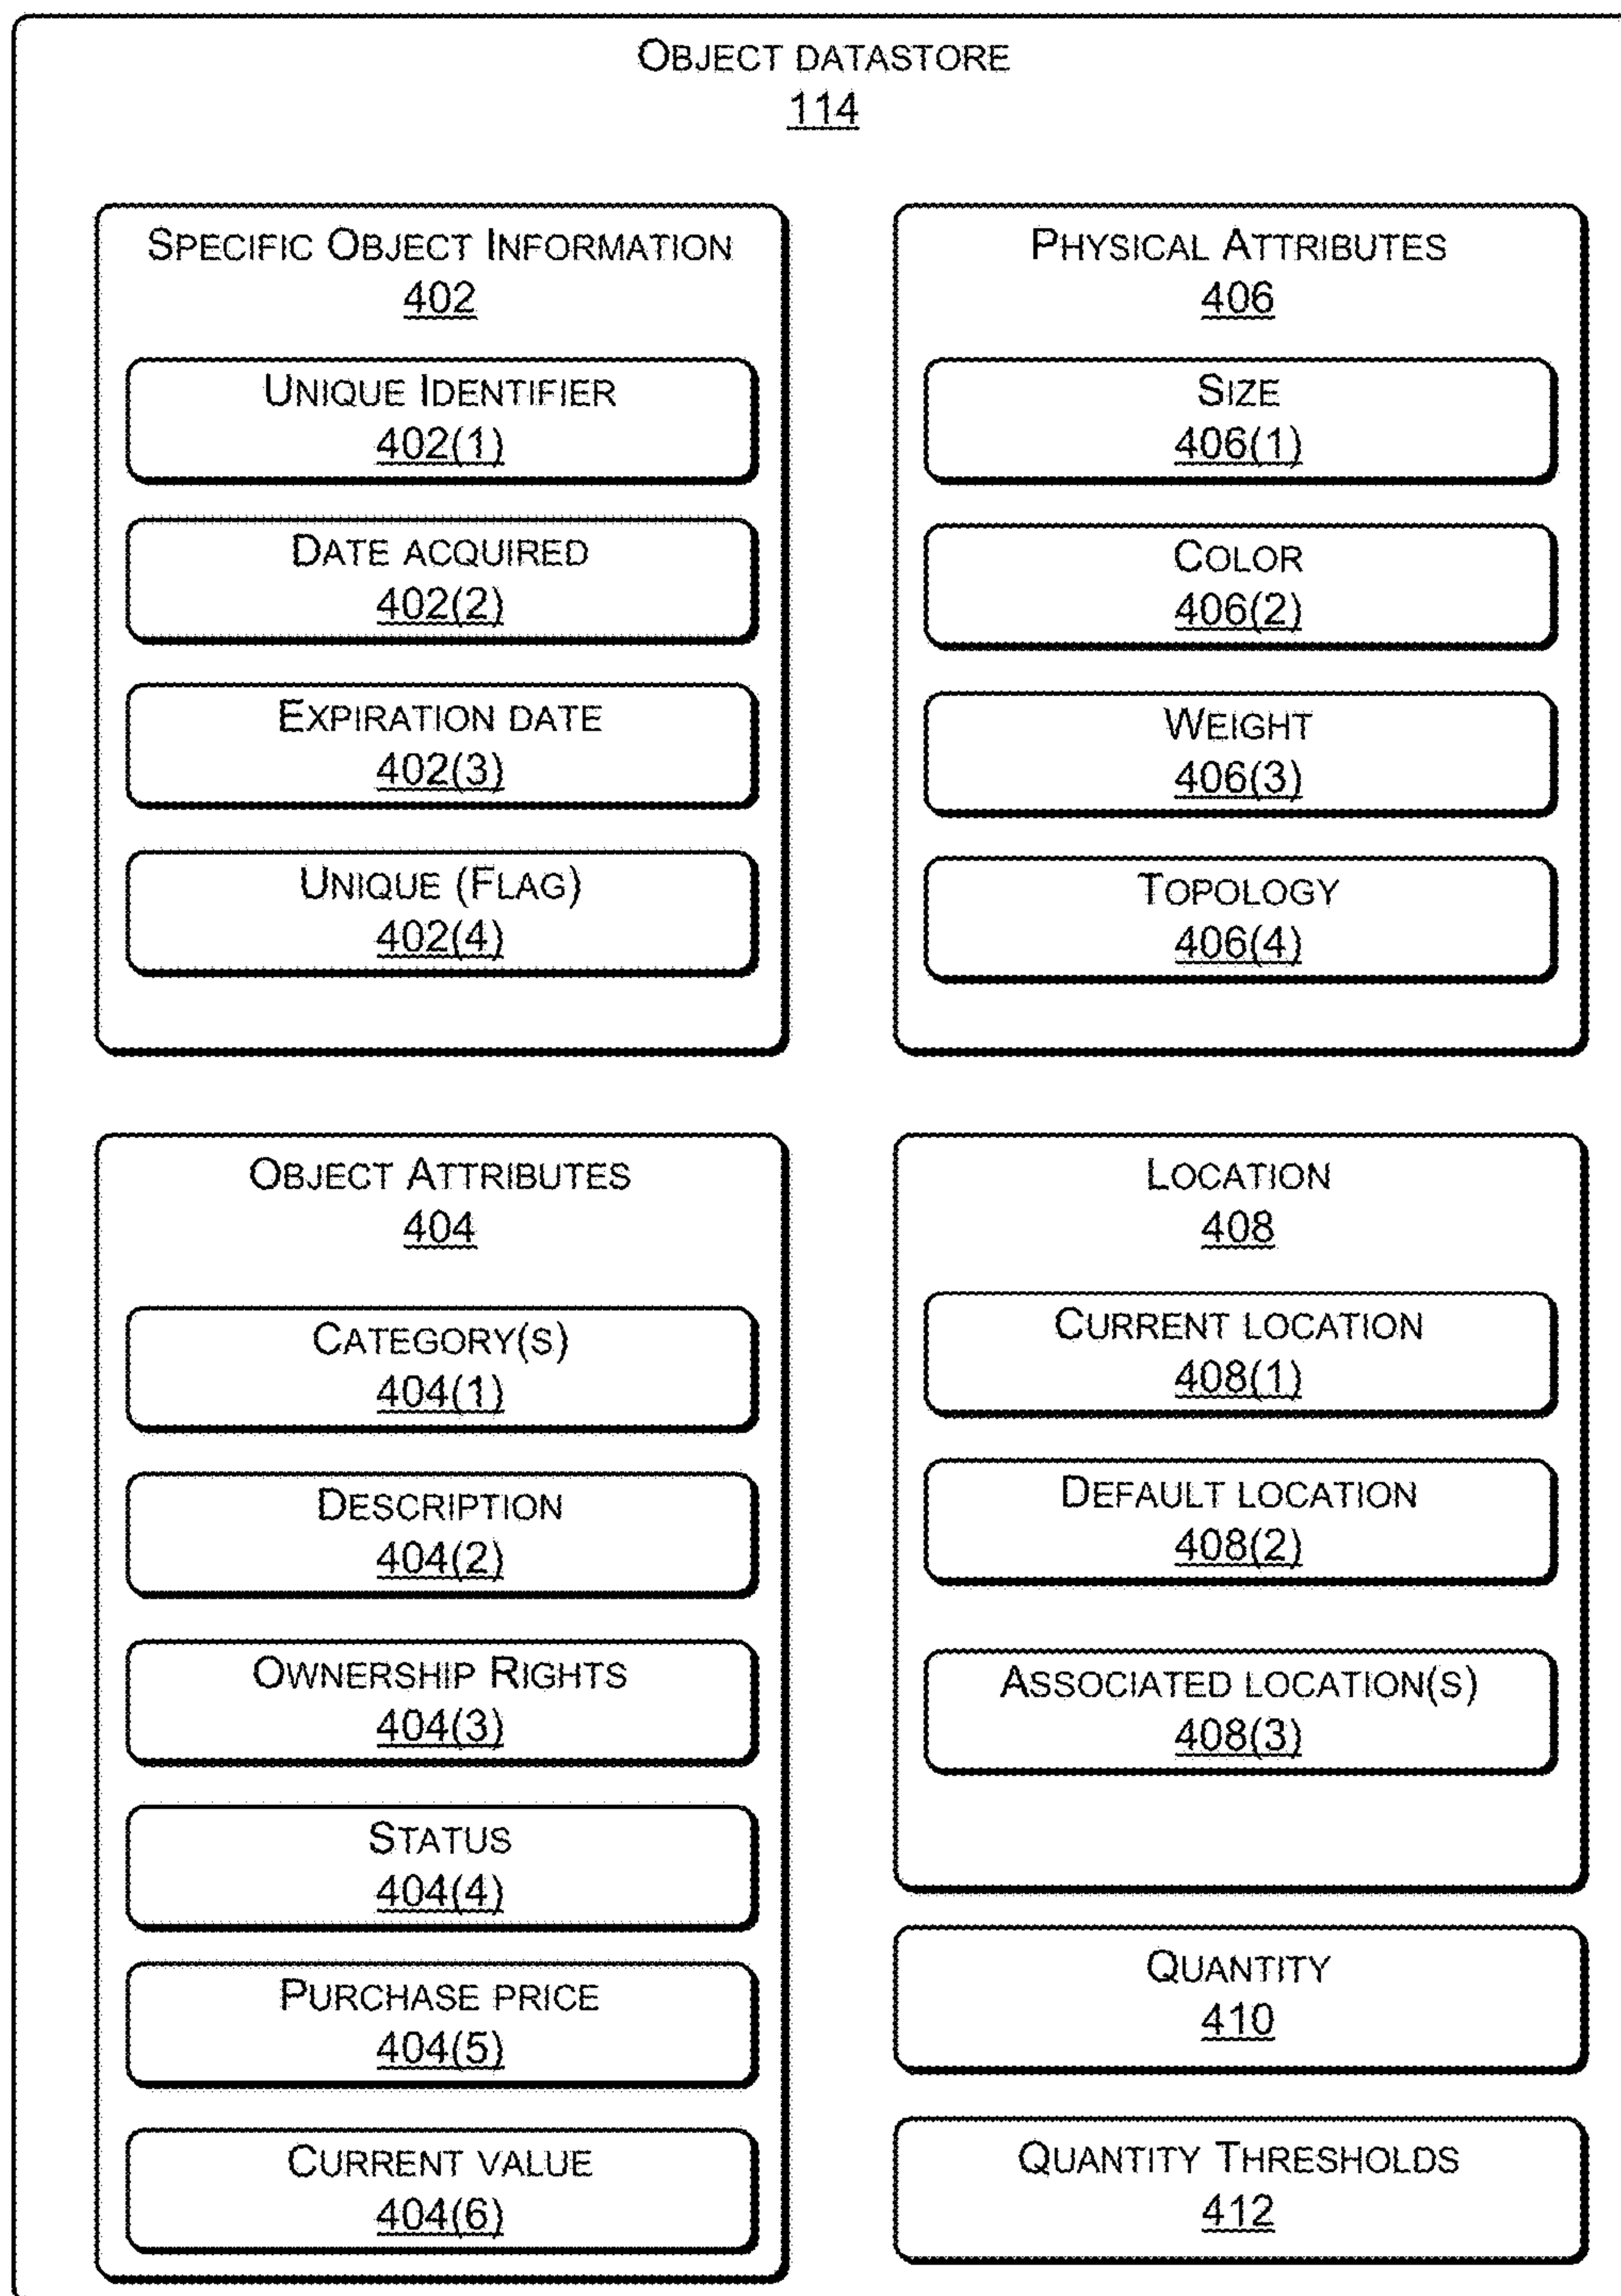 OBJECT DATASTORE
114
SPECIFIC OBJECT INFORMATION
402
UNIQUE IDENTIFIER
402(1)
DATE ACQUIRED
402(2)
EXPIRATION DATE
402(3)
UNIQUE (FLAG)
402(4)
PHYSICAL ATTRIBUTES
406
SIZE
406(1)
COLOR
406(2)
WEIGHT
406(3)
TOPOLOGY
406(4)
OBJECT ATTRIBUTES
404
CATEGORY(S)
404(1)
DESCRIPTION
404(2)
OWNERSHIP RIGHTS
404(3)
STATUS
404(4)
PURCHASE PRICE
404(5)
CURRENT VALUE
404(6)
LOCATION
408
CURRENT LOCATION
408(1)
DEFAULT LOCATION
408(2)
ASSOCIATED LOCATION(S)
408(3)
QUANTITY
410
QUANTITY THRESHOLDS
412